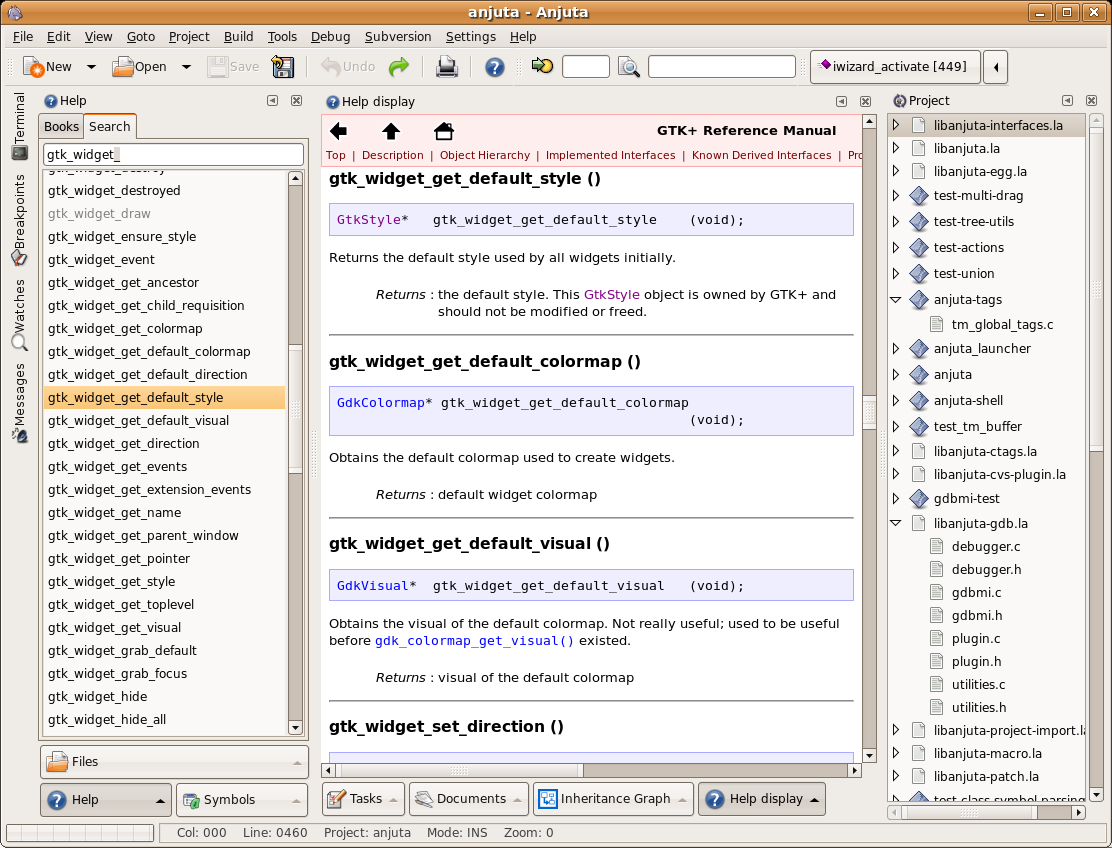 anjuta - Anjuta
File Edit View Goto Project Build Tools Debug Subversion Settings Help
New Open Save Undo iwizard_activate [449]
Terminal
Breakpoints
Watches
Messages
Help
Books Search
gtk_widget_
gtk_widget_destroy
gtk_widget_destroyed
gtk_widget_draw
gtk_widget_ensure_style
gtk_widget_event
gtk_widget_get_ancestor
gtk_widget_get_child_requisition
gtk_widget_get_colormap
gtk_widget_get_default_colormap
gtk_widget_get_default_direction
gtk_widget_get_default_style
gtk_widget_get_default_visual
gtk_widget_get_direction
gtk_widget_get_events
gtk_widget_get_extension_events
gtk_widget_get_name
gtk_widget_get_parent_window
gtk_widget_get_pointer
gtk_widget_get_style
gtk_widget_get_toplevel
gtk_widget_get_visual
gtk_widget_grab_default
gtk_widget_grab_focus
gtk_widget_hide
gtk_widget_hide_all
Files
Help Symbols
Help display
GTK+ Reference Manual
Top | Description | Object Hierarchy | Implemented Interfaces | Known Derived Interfaces | Pro
gtk_widget_get_default_style ()
GtkStyle* gtk_widget_get_default_style (void);
Returns the default style used by all widgets initially.
Returns : the default style. This GtkStyle object is owned by GTK+ and
should not be modified or freed.
gtk_widget_get_default_colormap ()
GdkColormap* gtk_widget_get_default_colormap
(void);
Obtains the default colormap used to create widgets.
Returns : default widget colormap
gtk_widget_get_default_visual ()
GdkVisual* gtk_widget_get_default_visual (void);
Obtains the visual of the default colormap. Not really useful; used to be useful
before gdk_colormap_get_visual() existed.
Returns : visual of the default colormap
gtk_widget_set_direction ()
Tasks Documents Inheritance Graph Help display
Project
libanjuta-interfaces.la
libanjuta.la
libanjuta-egg.la
test-multi-drag
test-tree-utils
test-actions
test-union
anjuta-tags
tm_global_tags.c
anjuta_launcher
anjuta
anjuta-shell
test_tm_buffer
libanjuta-ctags.la
libanjuta-cvs-plugin.la
gdbmi-test
libanjuta-gdb.la
debugger.c
debugger.h
gdbmi.c
gdbmi.h
plugin.c
plugin.h
utilities.c
utilities.h
libanjuta-project-import.la
libanjuta-macro.la
libanjuta-patch.la
test-class-symbol-parsing
Col: 000 Line: 0460 Project: anjuta Mode: INS Zoom: 0